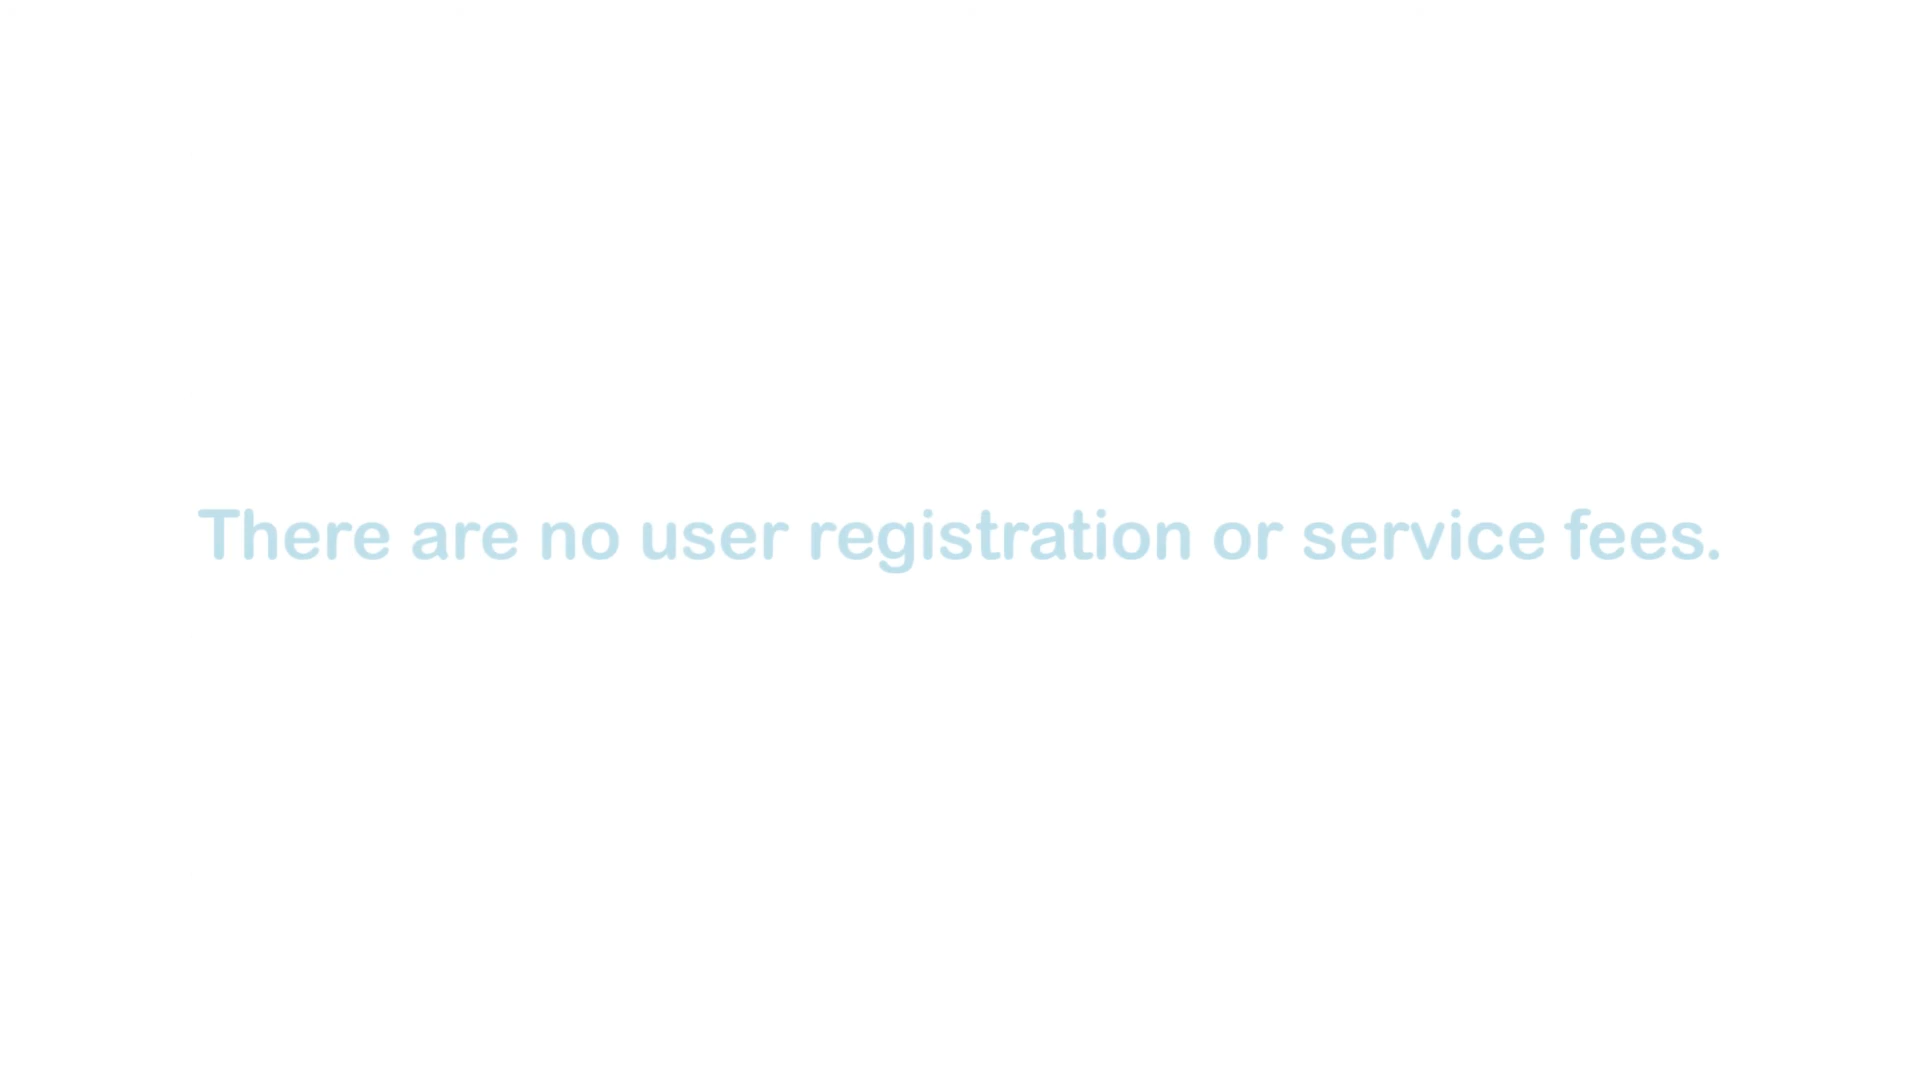 There are no user registration or service fees.